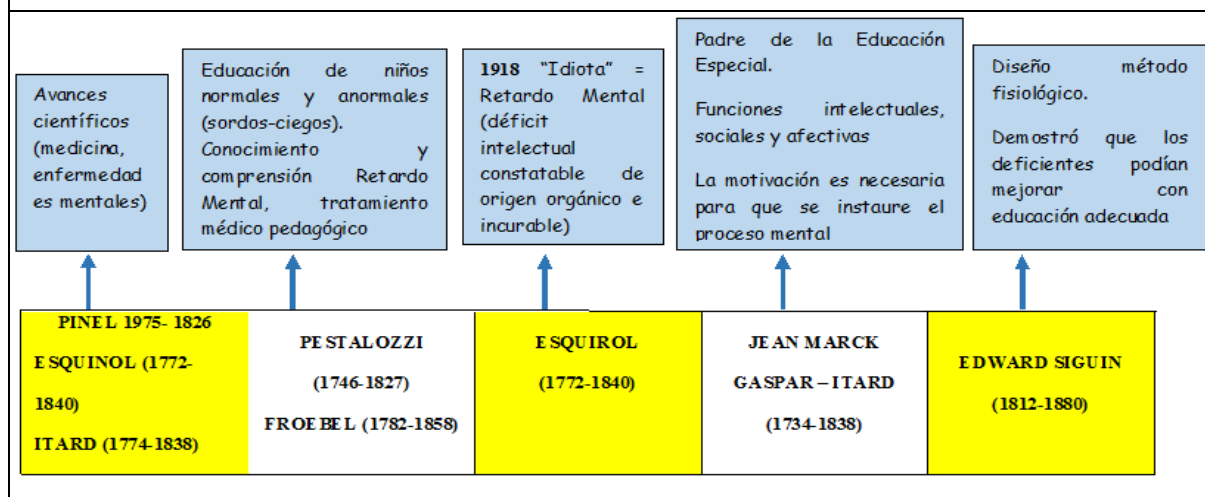 Avances
científicos
(medicina,
enfermedad
es mentales)
Educación de niños
normales y anormales
(sordos-ciegos).
Conocimiento y
comprensión Retardo
Mental, tratamiento
médico pedagógico
1918 "Idiota" =
Retardo Mental
(déficit
intelectual
constatable de
origen orgánico e
incurable)
Padre de la Educación
Especial.
Funciones intelectuales,
sociales y afectivas
La motivación es necesaria
para que se instaure el
proceso mental
Diseño método
fisiológico.
Demostró que los
deficientes podían
mejorar con
educación adecuada
PINEL 1975- 1826
ESQUINOL (1772-
1840)
ITARD (1774-1838)
PESTALOZZI
(1746-1827)
FROEBEL (1782-1858)
ESQUIROL
(1772-1840)
JEAN MARCK
GASPAR – ITARD
(1734-1838)
EDWARD SIGUIN
(1812-1880)